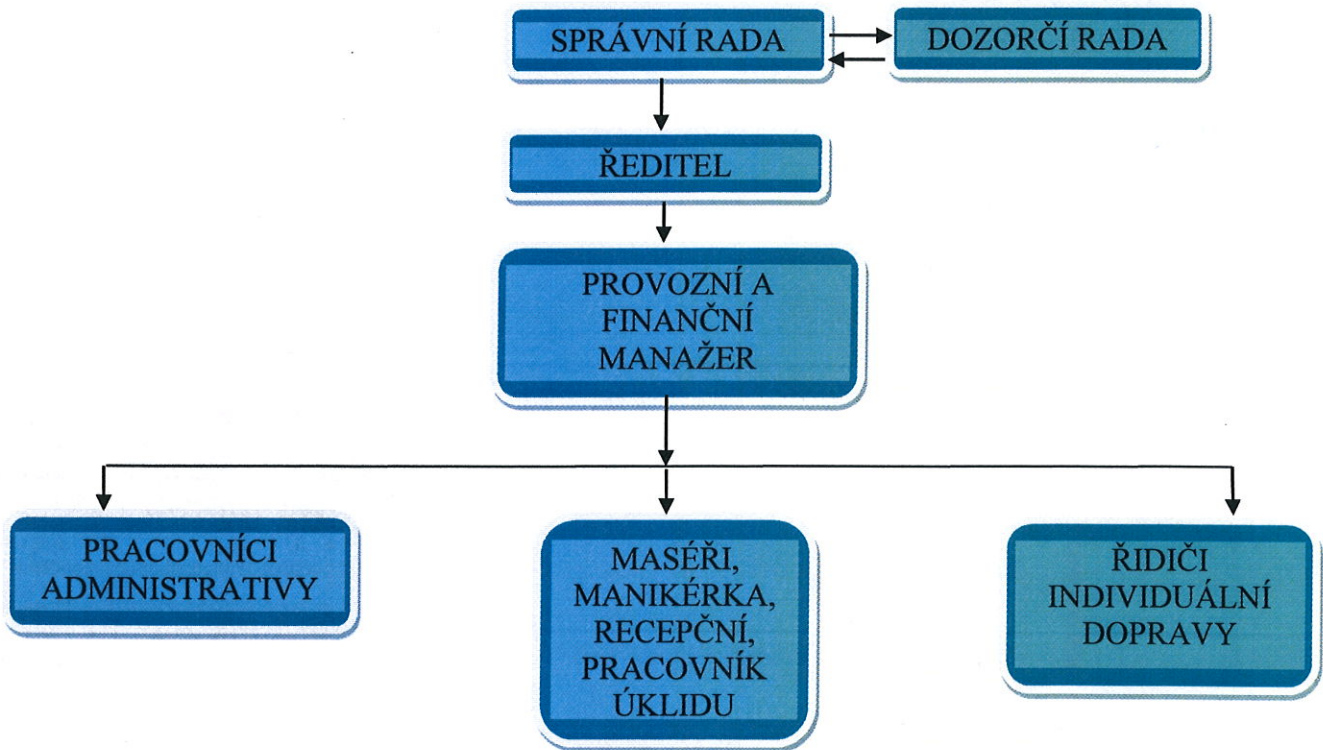 SPRÁVNÍ RADA
DOZORČÍ RADA
ŘEDITEL
PROVOZNÍ A
FINANČNÍ
MANAŽER
PRACOVNÍCI
ADMINISTRATIVY
MASÉŘI,
MANIKÉRKA,
RECEPČNÍ,
PRACOVNÍK
ÚKLIDU
ŘIDIČI
INDIVIDUÁLNÍ
DOPRAVY